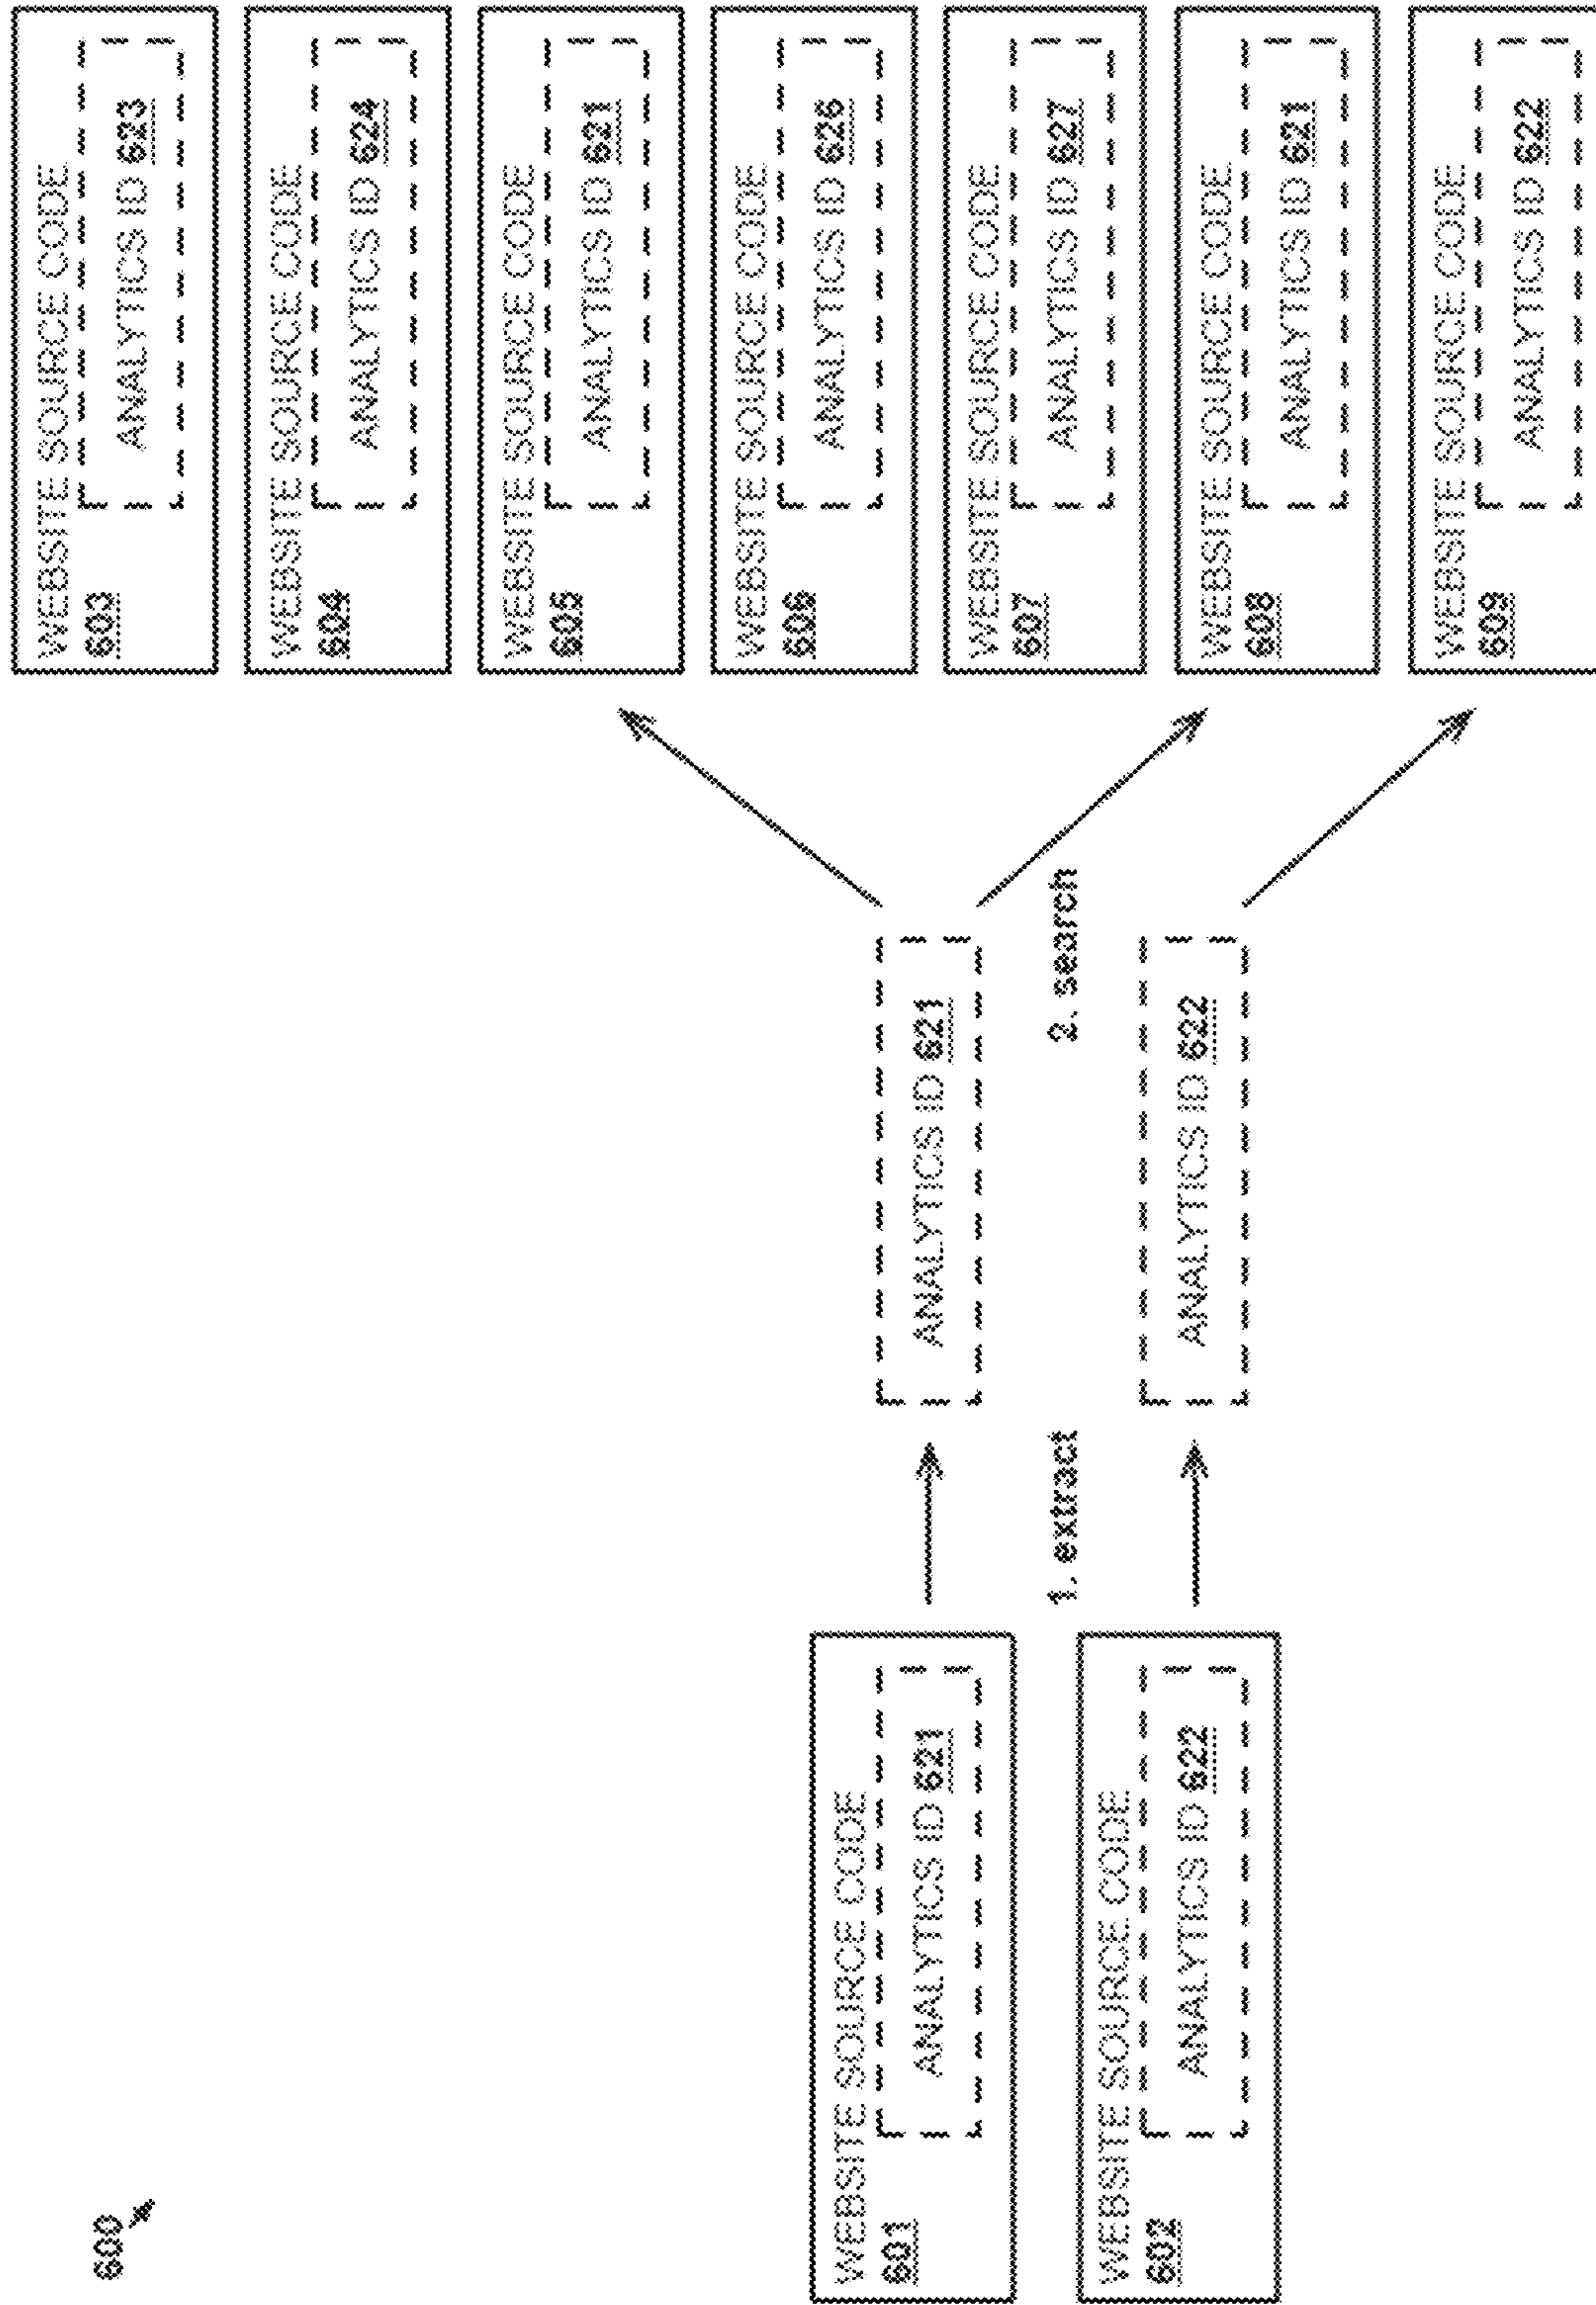 600
WEBSITE SOURCE CODE
601
ANALYTICS ID 621
WEBSITE SOURCE CODE
602
ANALYTICS ID 622
1. extract
ANALYTICS ID 621
ANALYTICS ID 622
2. search
WEBSITE SOURCE CODE
603
ANALYTICS ID 623
WEBSITE SOURCE CODE
604
ANALYTICS ID 624
WEBSITE SOURCE CODE
605
ANALYTICS ID 621
WEBSITE SOURCE CODE
606
ANALYTICS ID 626
WEBSITE SOURCE CODE
607
ANALYTICS ID 627
WEBSITE SOURCE CODE
608
ANALYTICS ID 621
WEBSITE SOURCE CODE
609
ANALYTICS ID 622